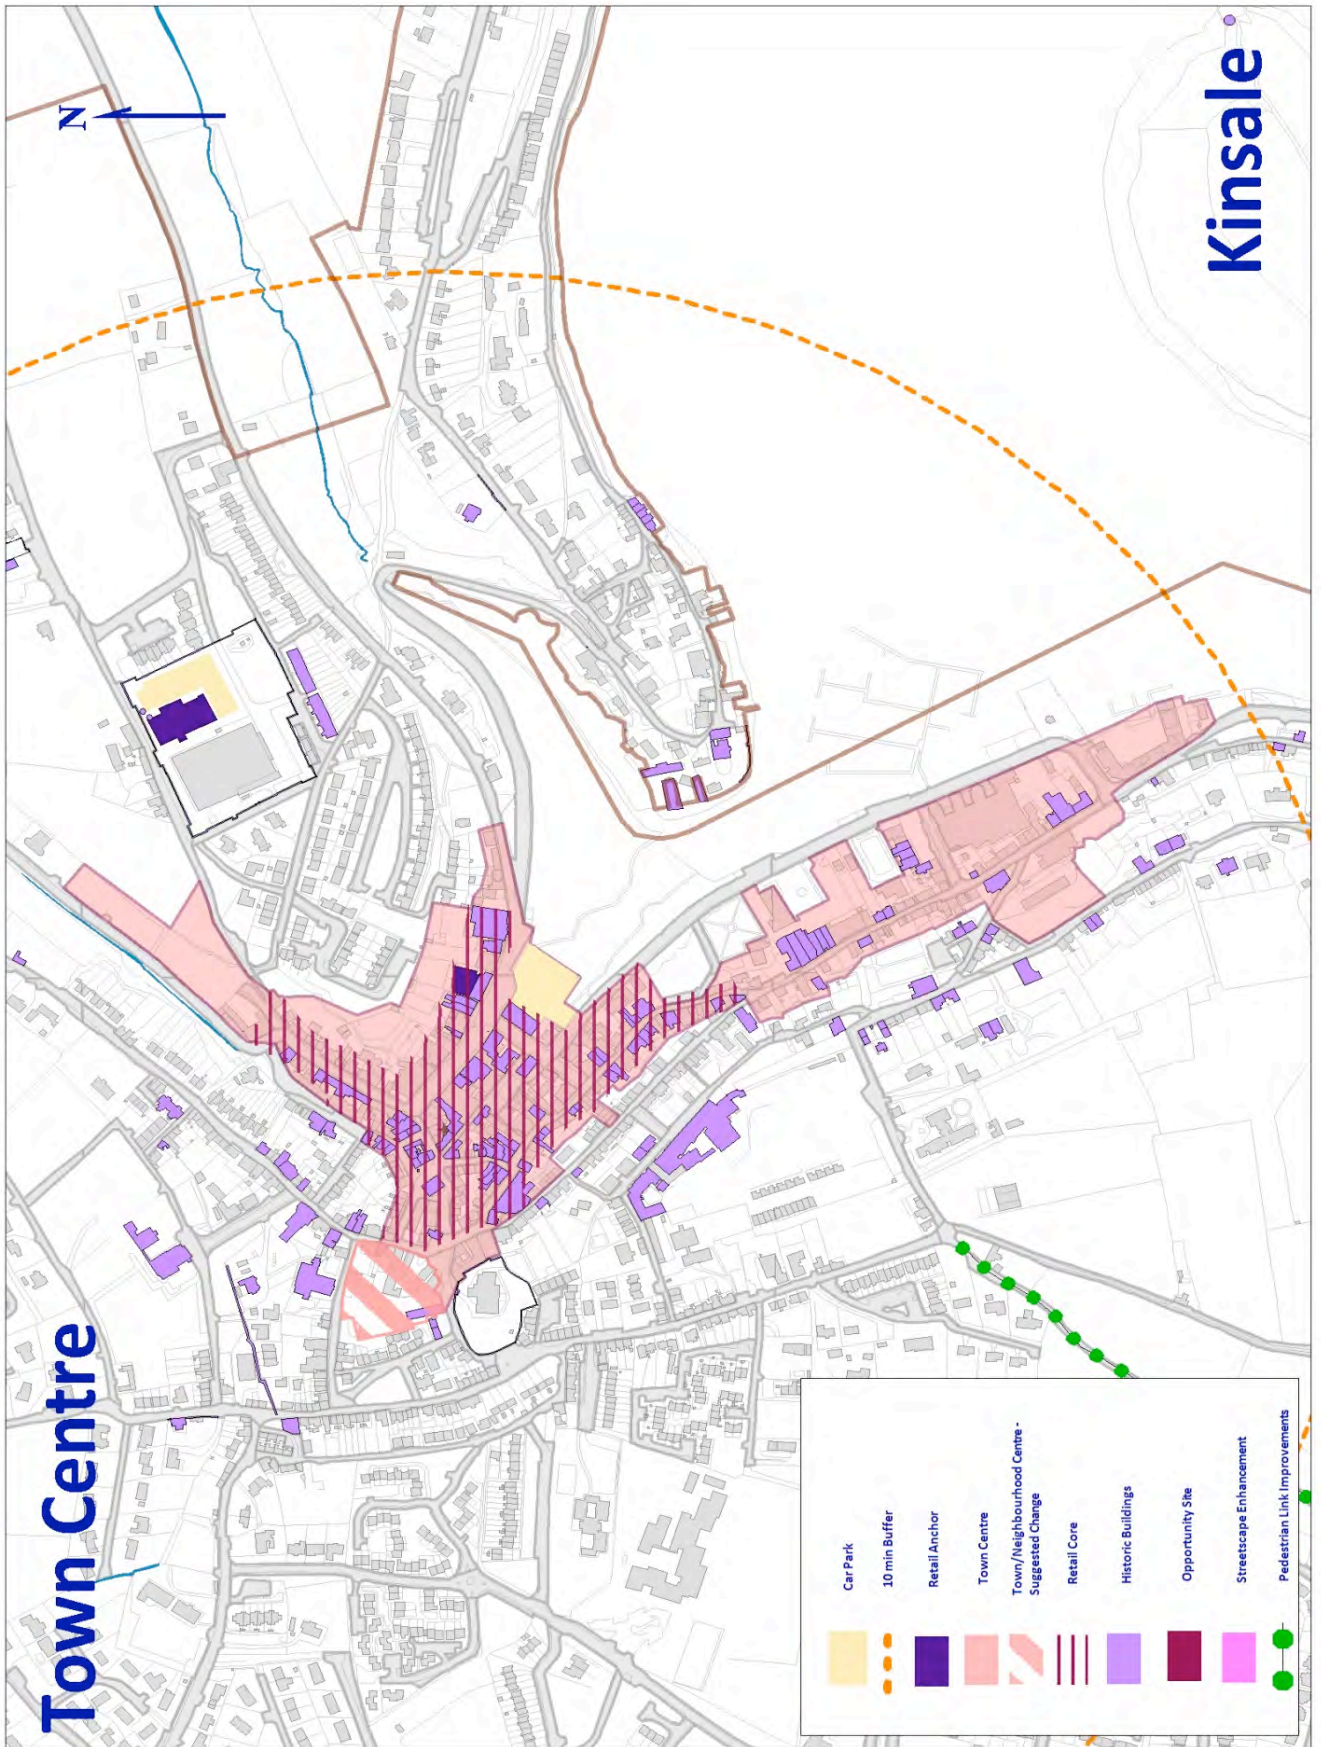 Town Centre
N
Kinsale
Car Park
10 min Buffer
Retail Anchor
Town Centre
Town/Neighbourhood Centre -
Suggested Change
Retail Core
Historic Buildings
Opportunity Site
Streetscape Enhancement
Pedestrian Link Improvements